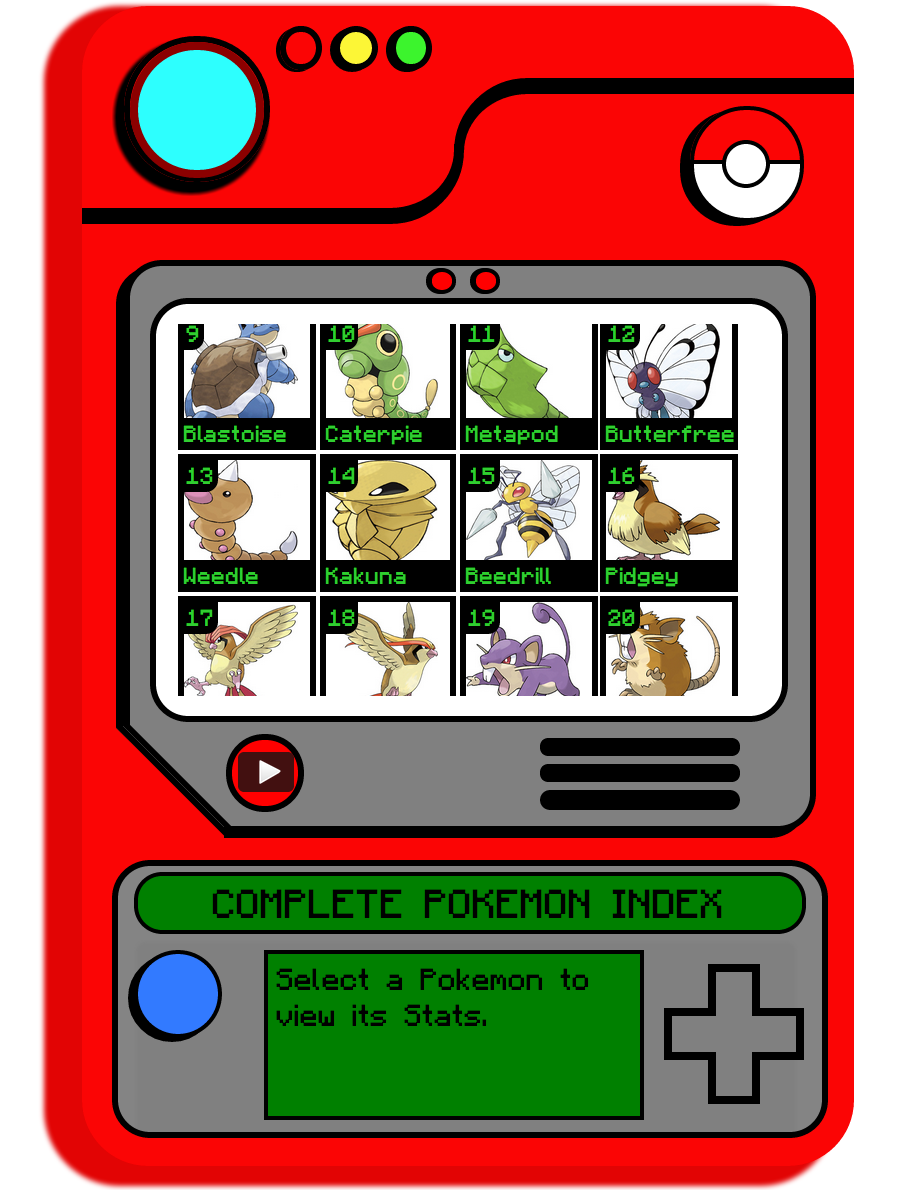 9 10 11 12
Blastoise Caterpie Metapod Butterfree
13 14 15 16
Weedle Kakuna Beedrill Pidgey
17 18 19 20
COMPLETE POKEMON INDEX
Select a Pokemon to
view its Stats.